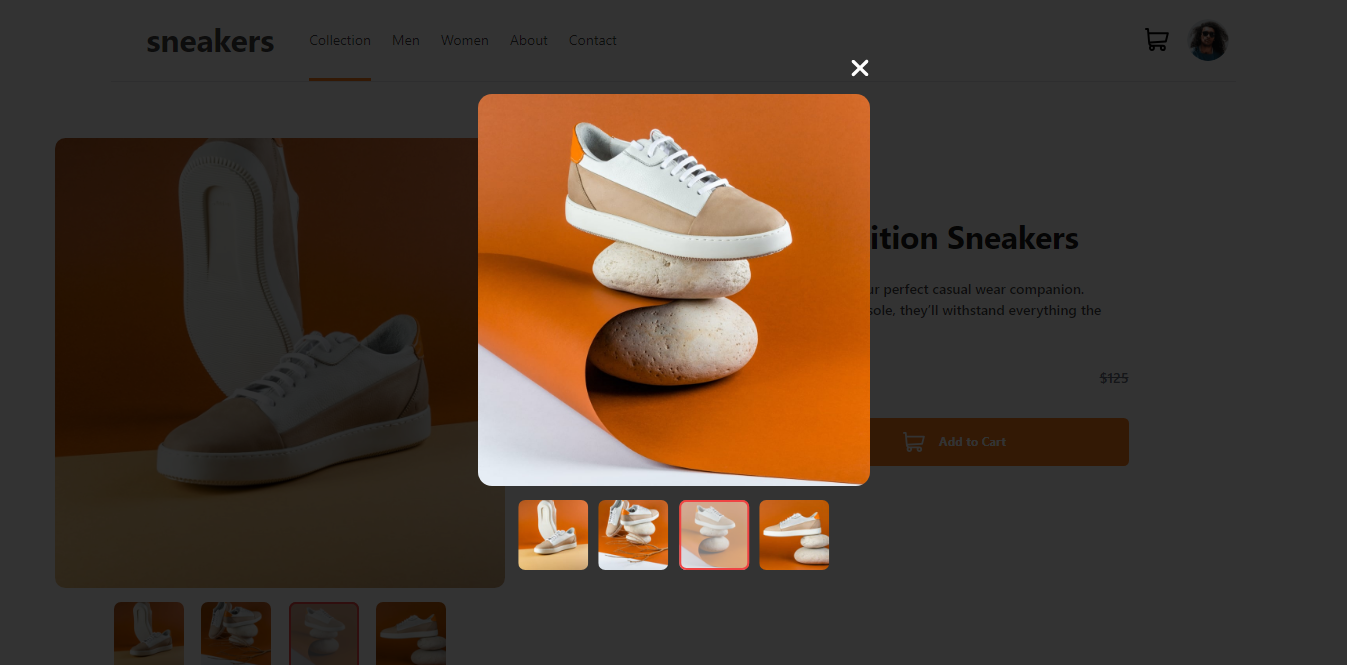 sneakers Collection Men Women About Contact
ition Sneakers
ur perfect casual wear companion.
sole, they'll withstand everything the
$125
Add to Cart